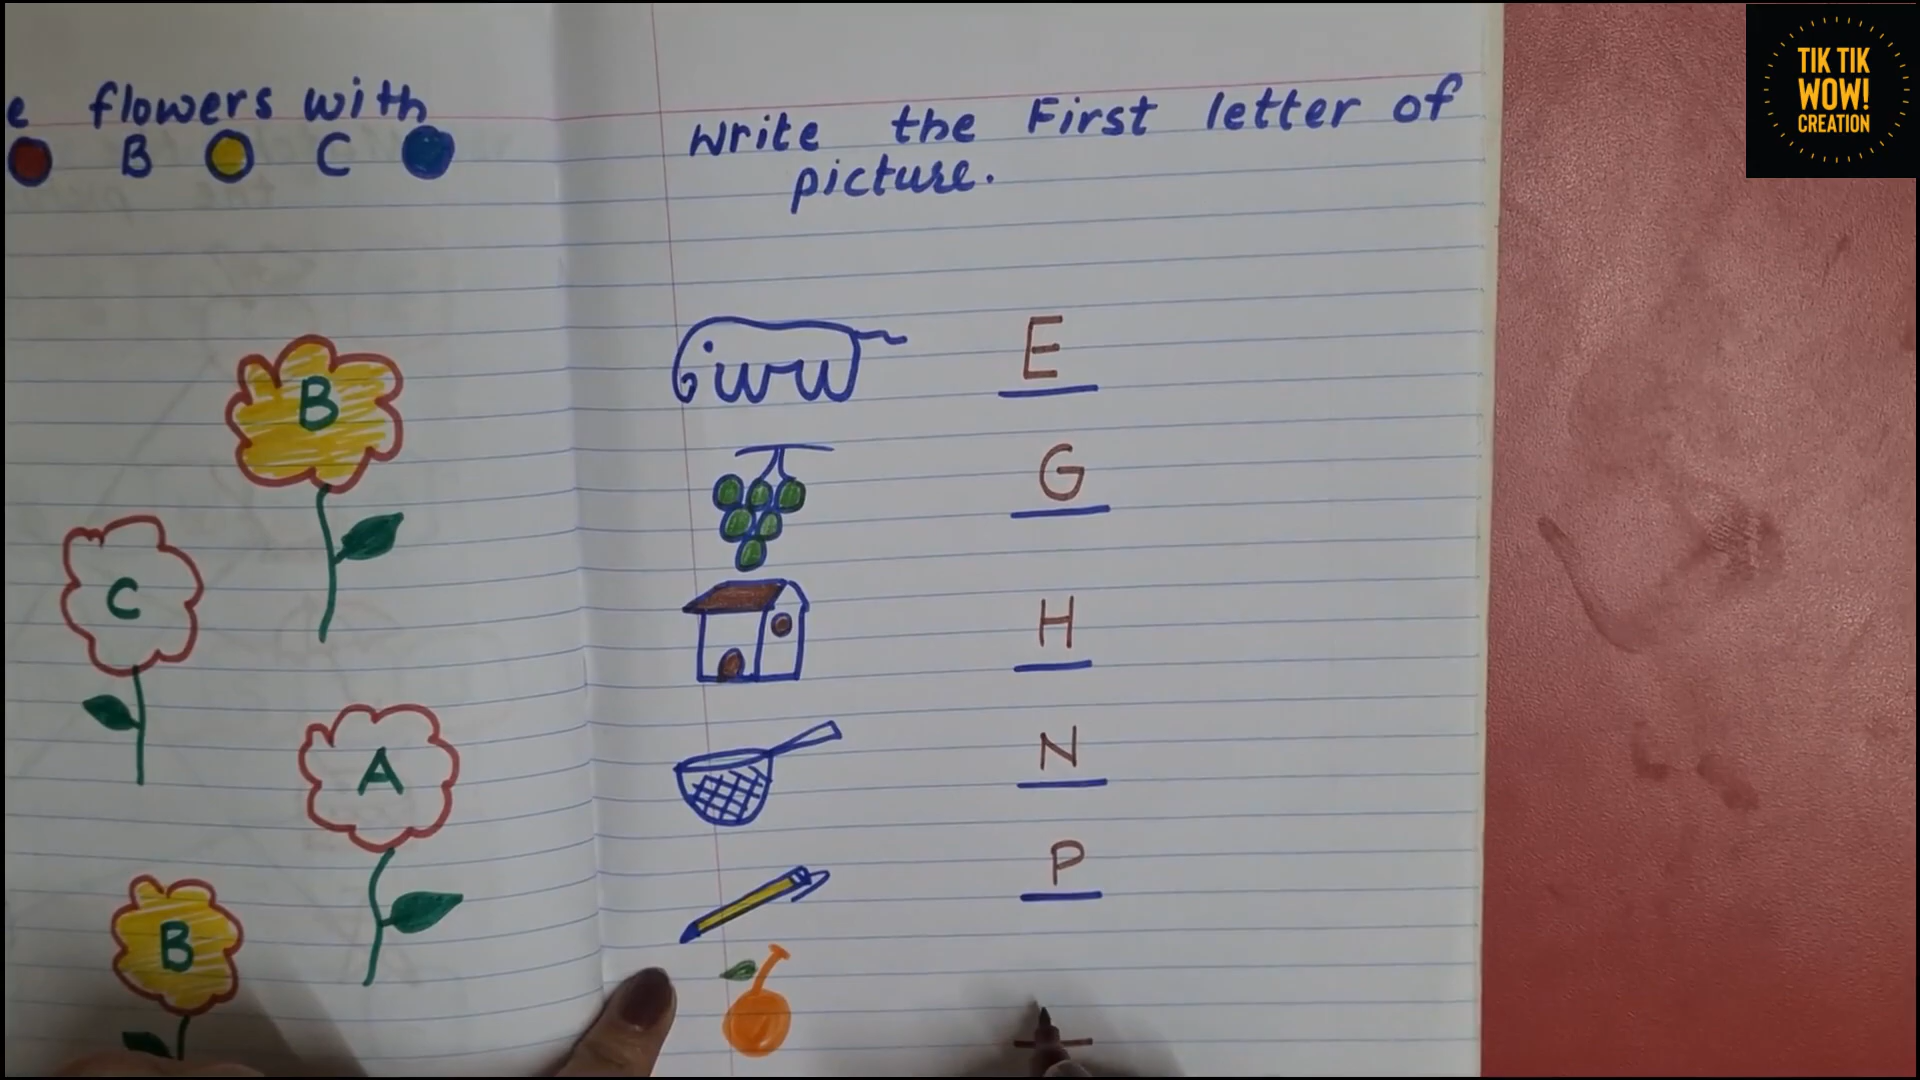 e flowers with
B C
B
C
A
B
Write the First letter of
picture.
E
G
H
N
P
TIK TIK
WOW!
CREATION